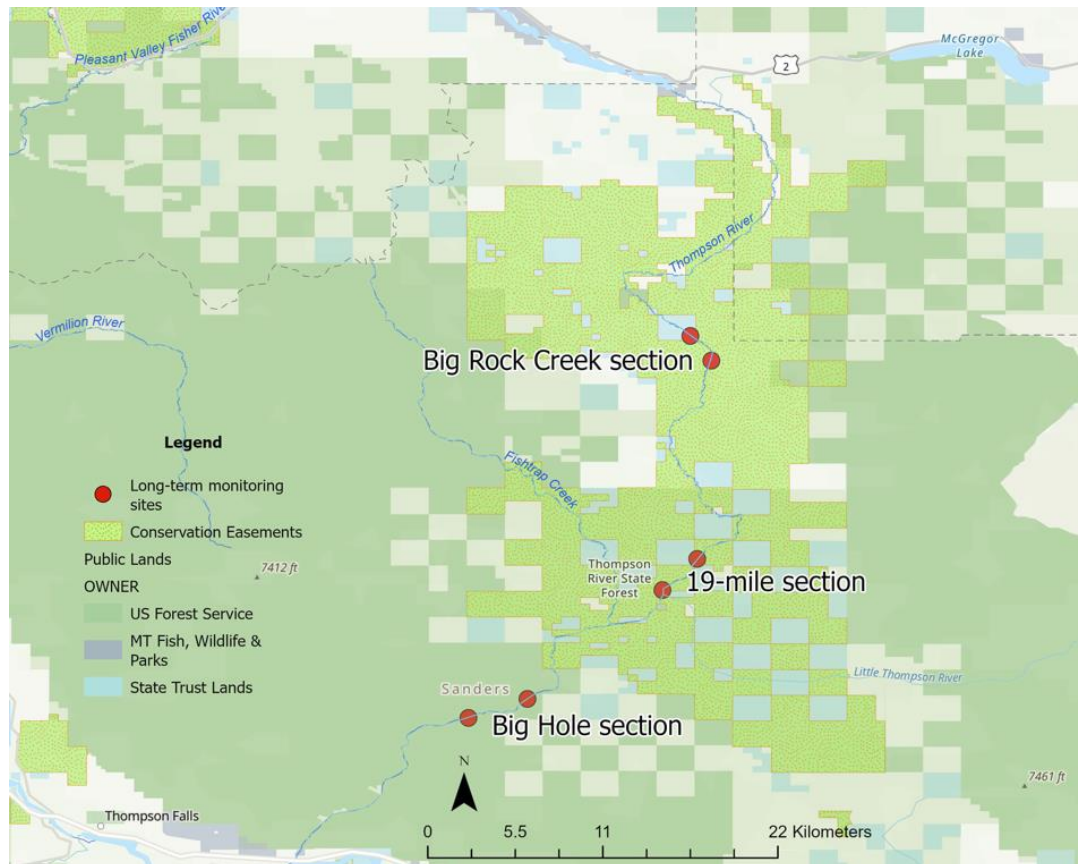 Pleasant Valley Fisher River
McGregor
Lake
2
Thompson River
Vermilion River
Big Rock Creek section
Legend
Long-term monitoring
sites
Conservation Easements
Public Lands
OWNER
US Forest Service
MT Fish, Wildlife &
Parks
State Trust Lands
7412 ft
Fishtrap Creek
Thompson
River State
Forest
19-mile section
Little Thompson River
Sanders
Big Hole section
N
7461 ft
Thompson Falls
0 5.5 11 22 Kilometers